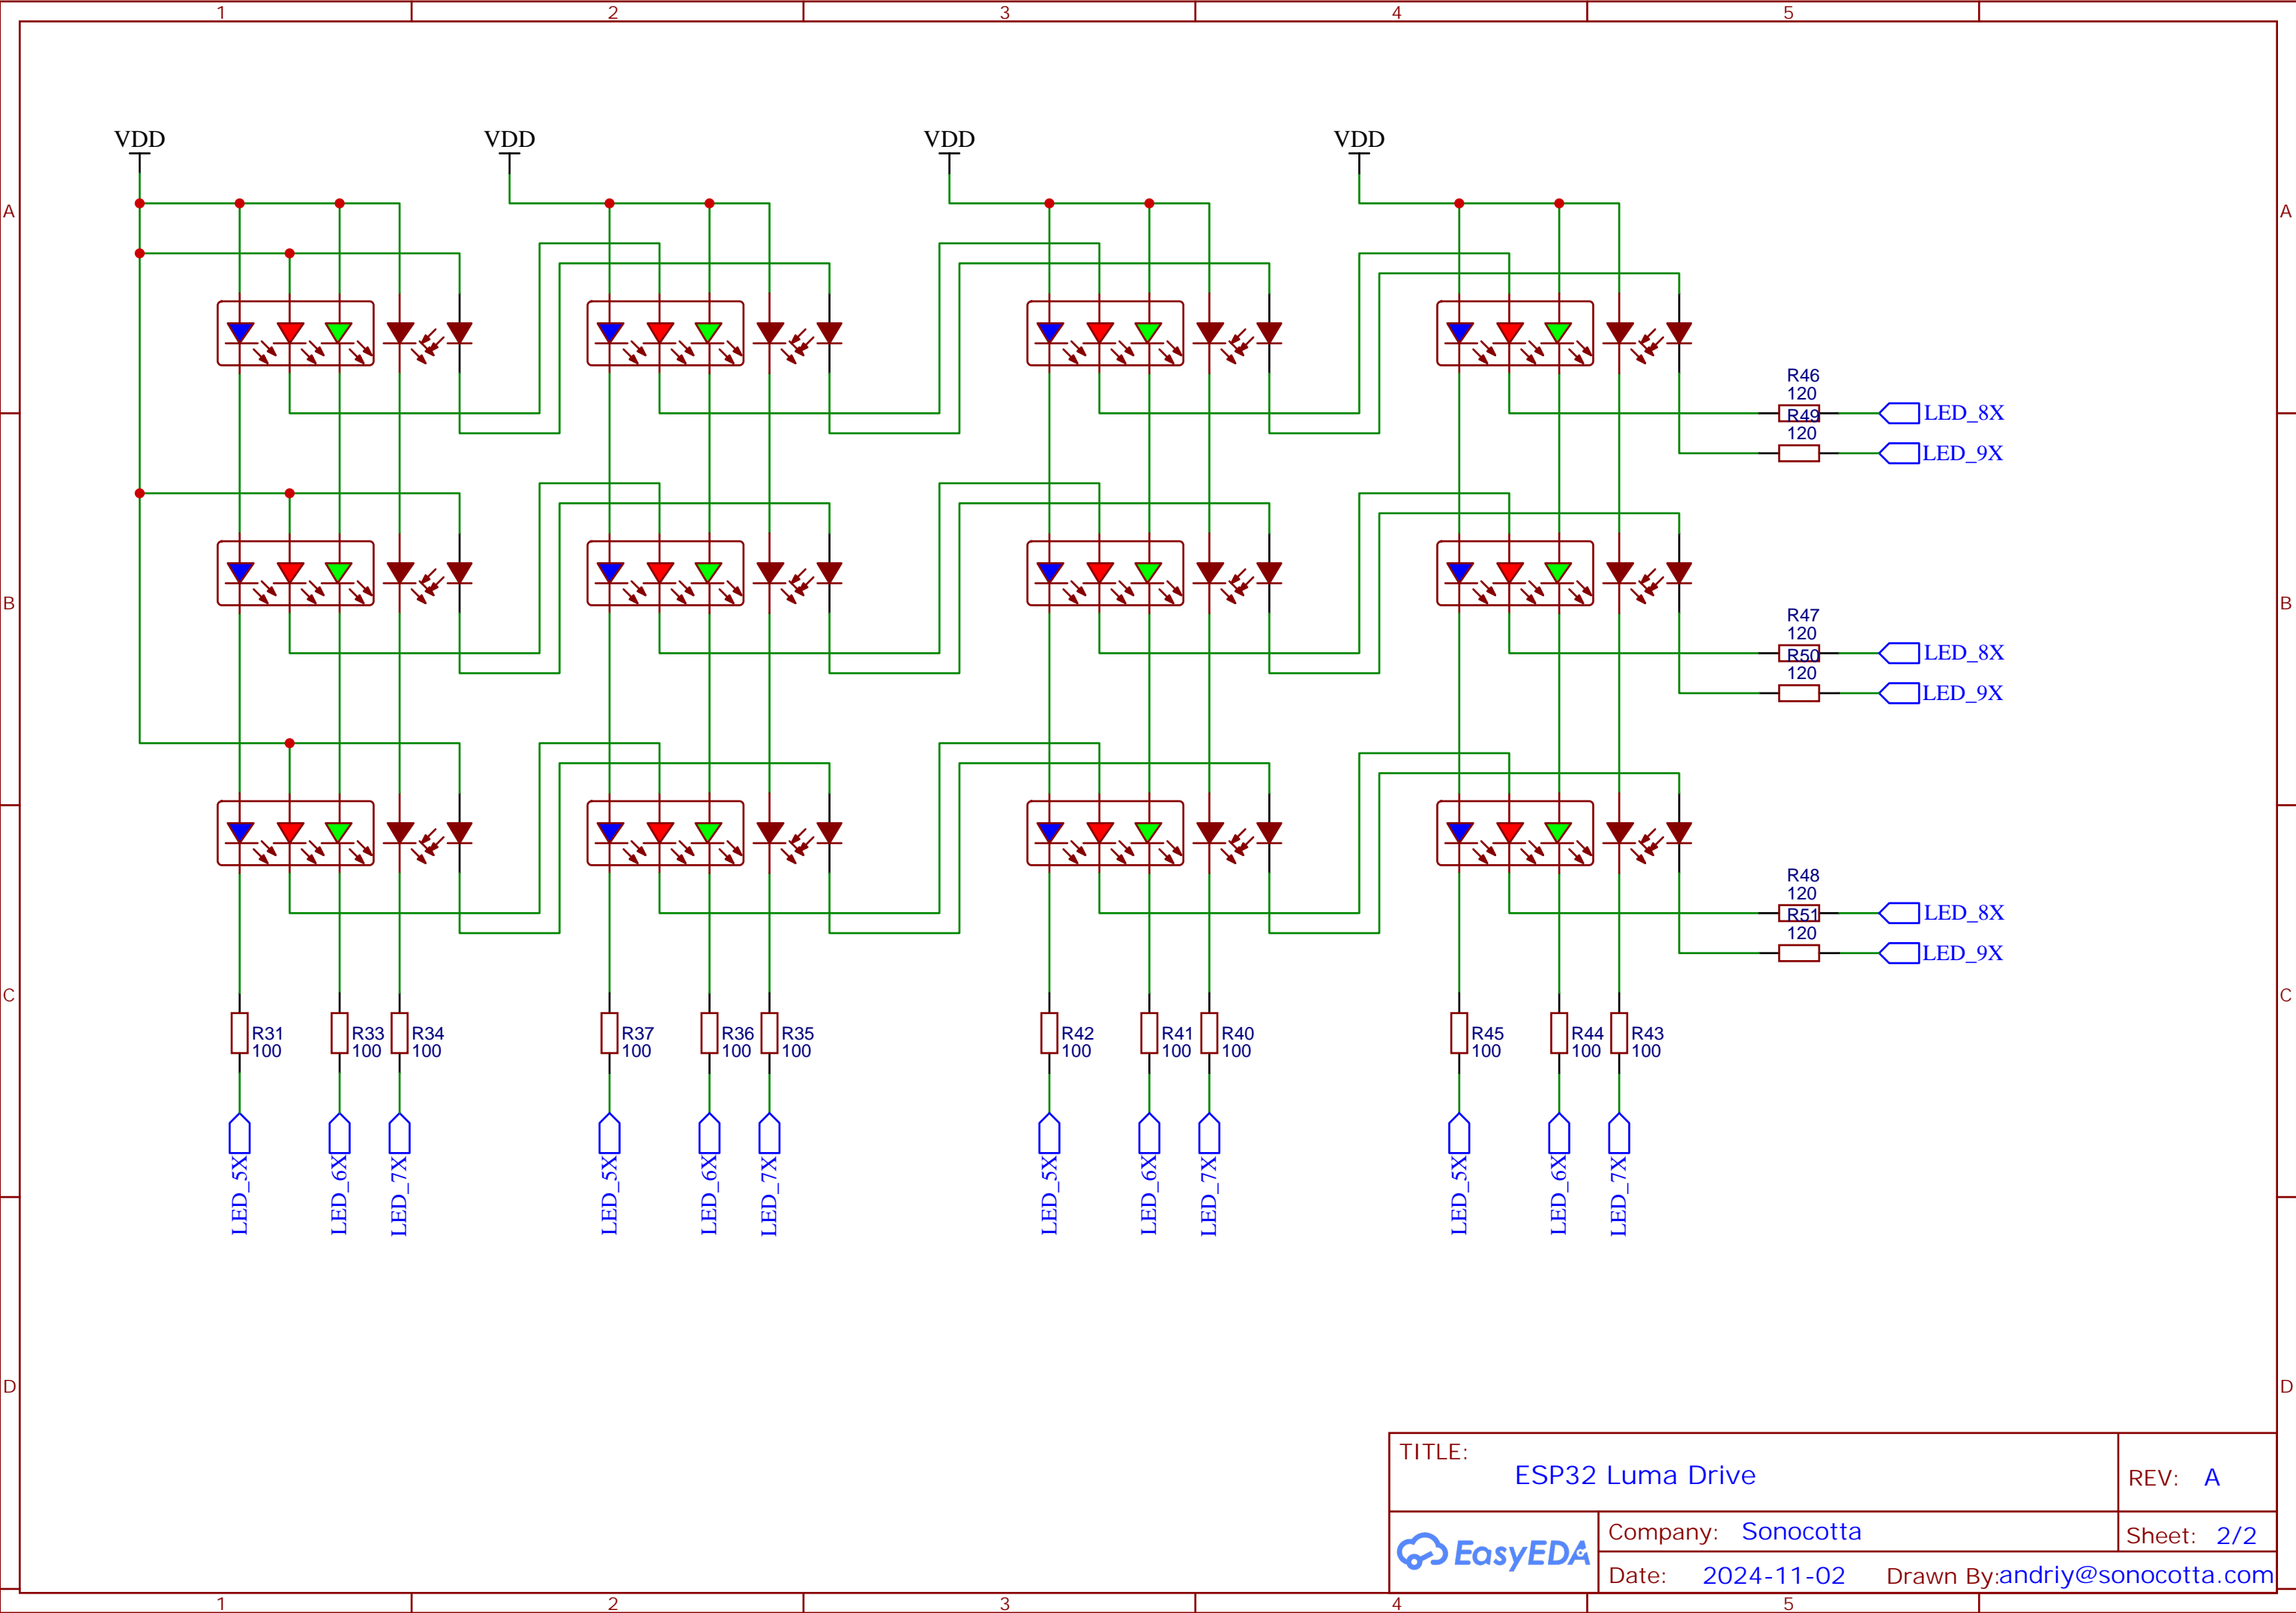 1 2 3 4 5
VDD VDD VDD VDD
A A
R46
120
LED_8X
R49
120
LED_9X
B B
R47
120
LED_8X
R50
120
LED_9X
R48
120
LED_8X
R51
120
LED_9X
C C
R31 R33 R34 R37 R36 R35 R42 R41 R40 R45 R44 R43
100 100 100 100 100 100 100 100 100 100 100 100
LED_5X LED_6X LED_7X LED_5X LED_6X LED_7X LED_5X LED_6X LED_7X LED_5X LED_6X LED_7X
D D
TITLE:
ESP32 Luma Drive
REV: A
EasyEDA
Company: Sonocotta
Sheet: 2/2
Date: 2024-11-02 Drawn By:andriy@sonocotta.com
1 2 3 4 5